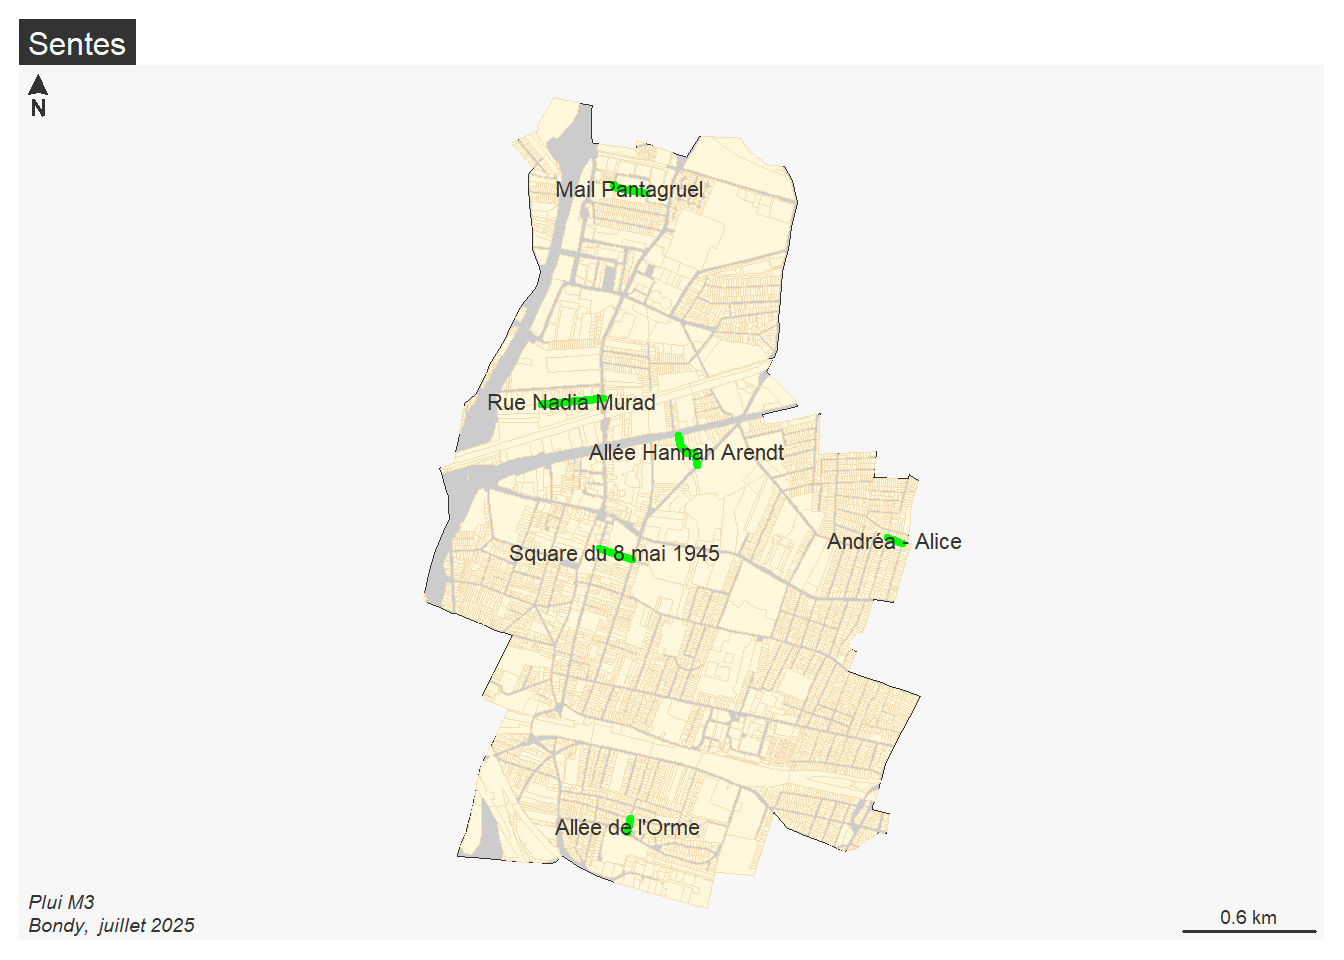 Sentes
N
Mail Pantagruel
Rue Nadia Murad
Allée Hannah Arendt
Andréa - Alice
Square du 8 mai 1945
Allée de l'Orme
Plui M3
Bondy,  juillet 2025
0.6 km